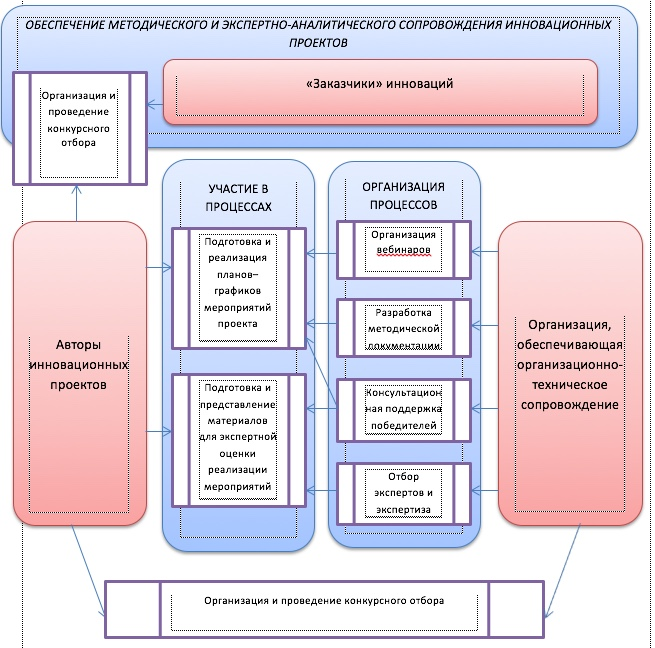 ОБЕСПЕЧЕНИЕ МЕТОДИЧЕСКОГО И ЭКСПЕРТНО-АНАЛИТИЧЕСКОГО СОПРОВОЖДЕНИЯ ИННОВАЦИОННЫХ
ПРОЕКТОВ
«Заказчики» инноваций
Организация и
проведение
конкурсного
отбора
УЧАСТИЕ В
ПРОЦЕССАХ
ОРГАНИЗАЦИЯ
ПРОЦЕССОВ
Авторы
инновационных
проектов
Подготовка и
реализация
планов–
графиков
мероприятий
проекта
Подготовка и
представление
материалов
для экспертной
оценки
реализации
мероприятий
Организация
вебинаров
Разработка
методической
документации
Консультацион
ная поддержка
победителей
Отбор
экспертов и
экспертиза
Организация,
обеспечивающая
организационно-
техническое
сопровождение
Организация и проведение конкурсного отбора